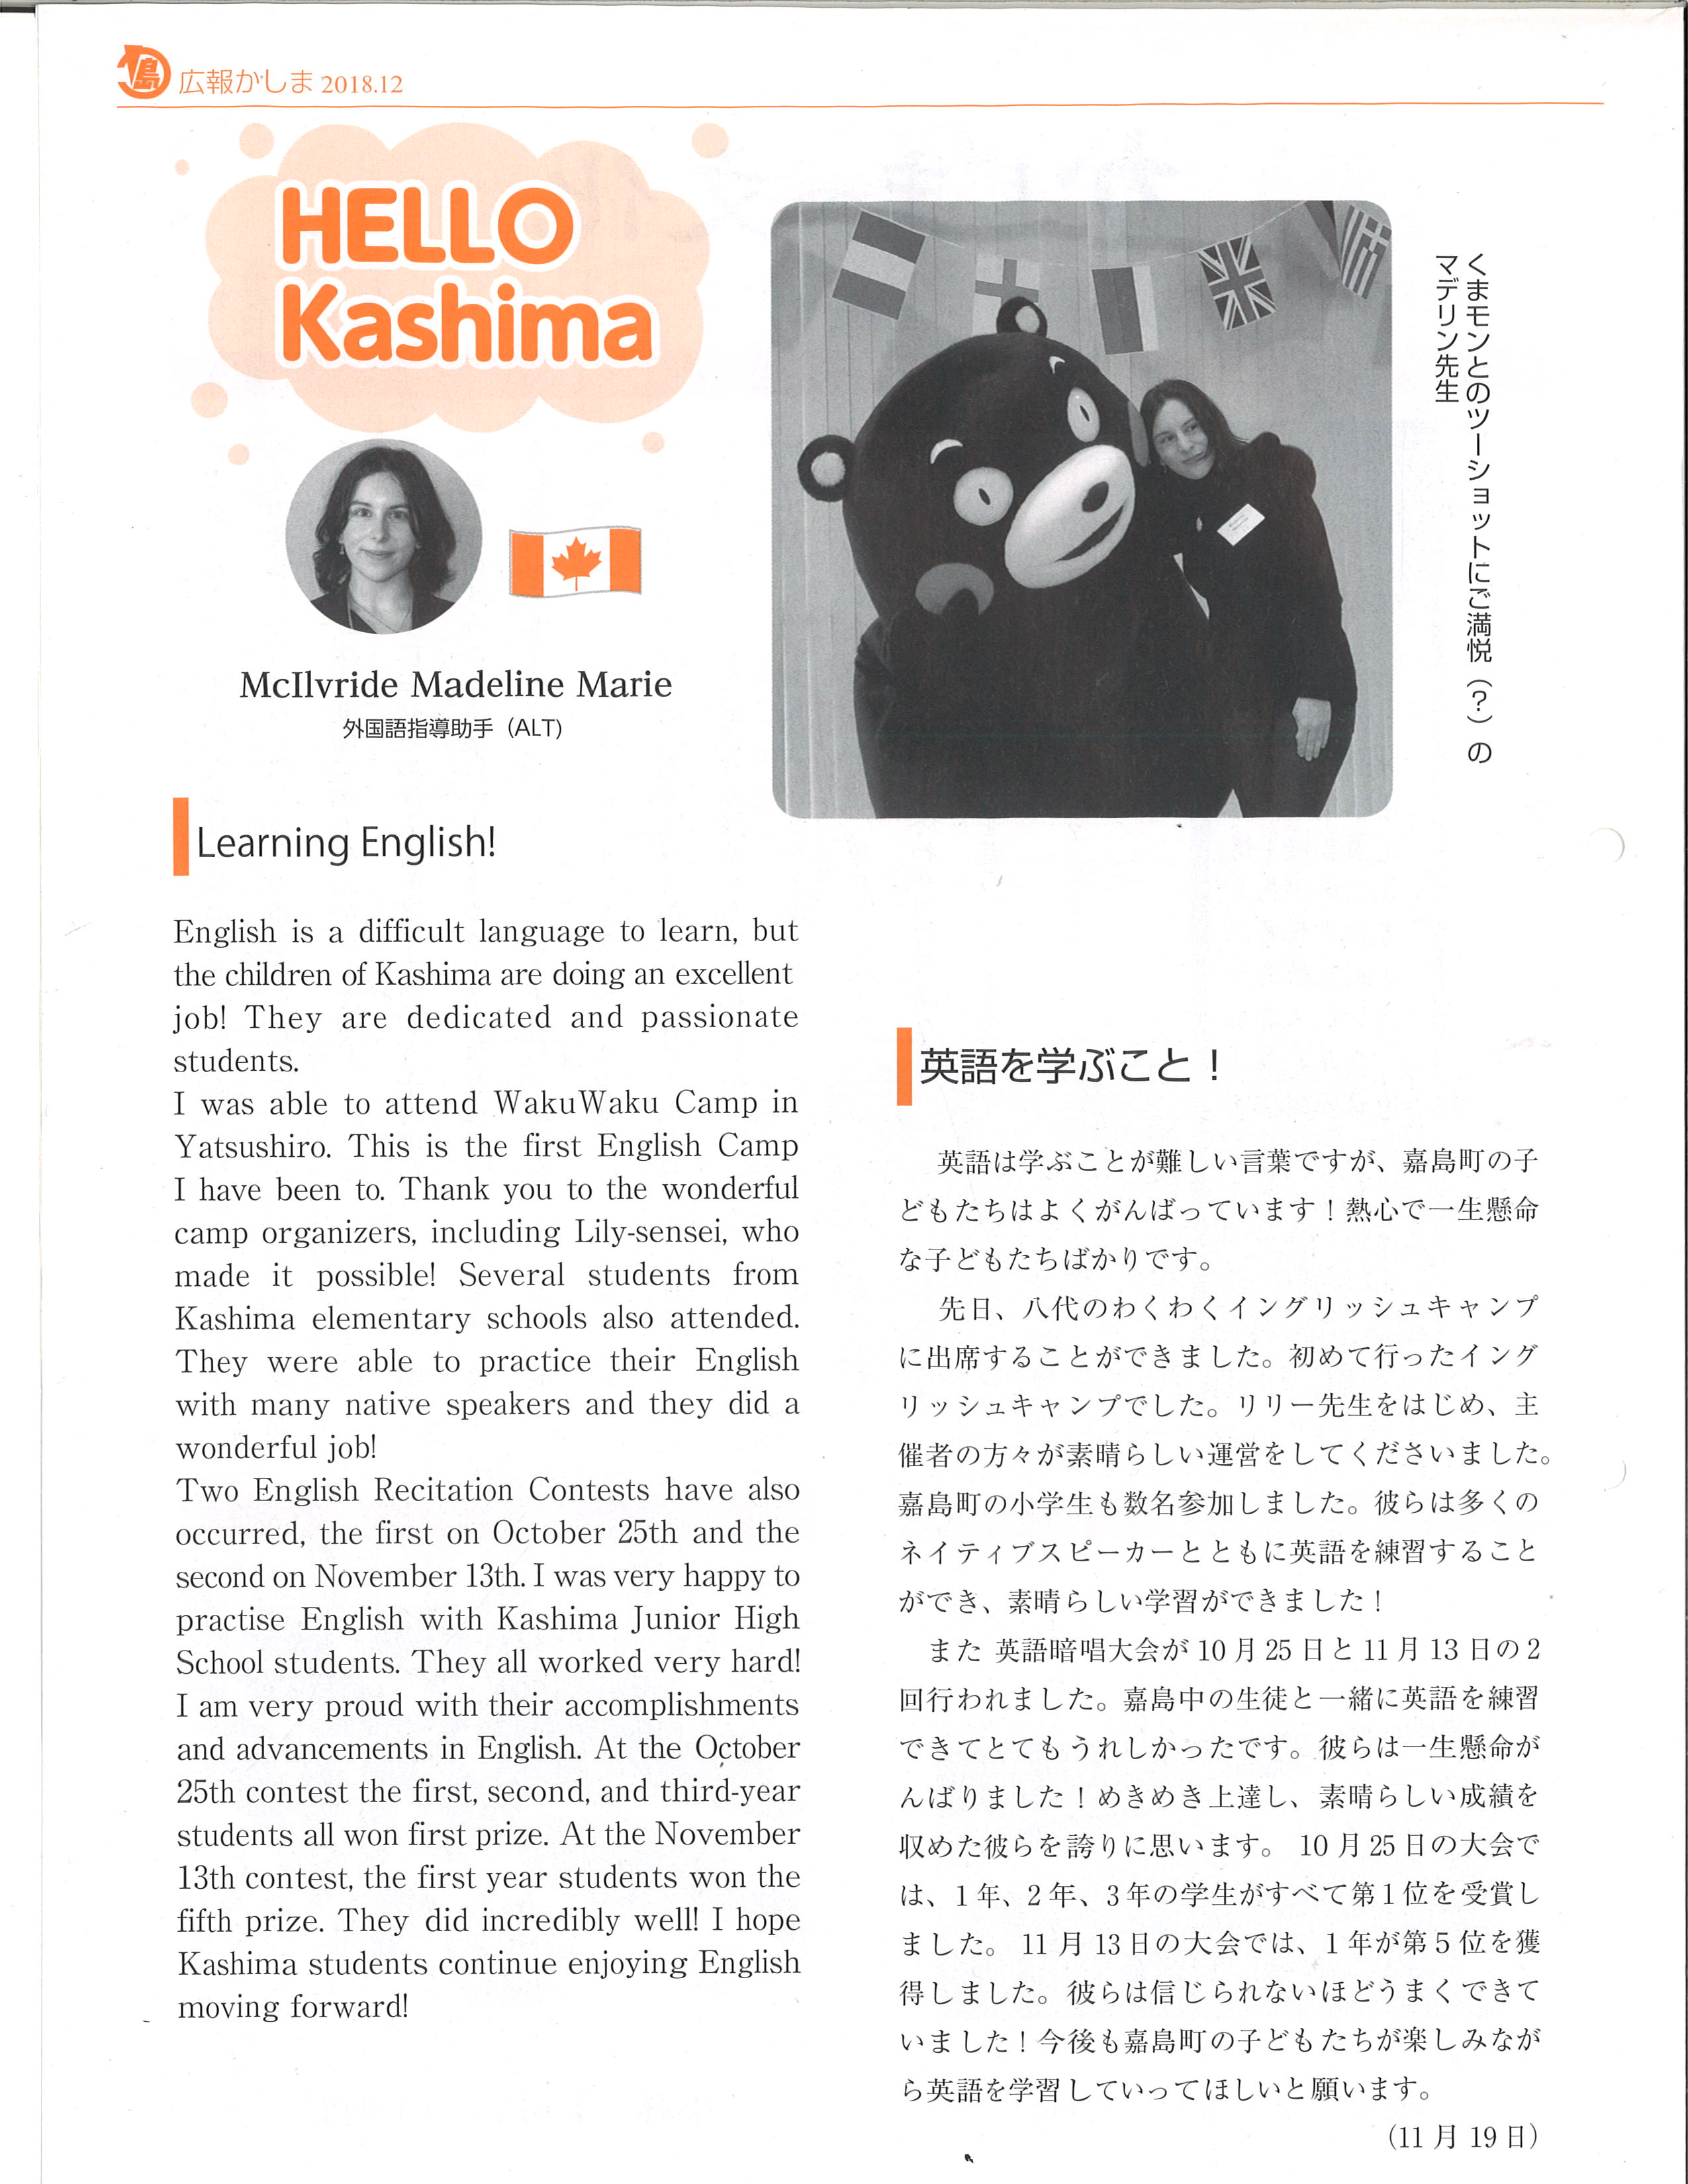 広報かしま 2018.12
HELLO
Kashima
McIlvride Madeline Marie
外国語指導助手（ALT）
くまモンとのツーショットにご満悦（？）の
マデリン先生
Learning English!
English is a difficult language to learn, but
the children of Kashima are doing an excellent
job! They are dedicated and passionate
students.
I was able to attend WakuWaku Camp in
Yatsushiro. This is the first English Camp
I have been to. Thank you to the wonderful
camp organizers, including Lily-sensei, who
made it possible! Several students from
Kashima elementary schools also attended.
They were able to practice their English
with many native speakers and they did a
wonderful job!
Two English Recitation Contests have also
occurred, the first on October 25th and the
second on November 13th. I was very happy to
practise English with Kashima Junior High
School students. They all worked very hard!
I am very proud with their accomplishments
and advancements in English. At the October
25th contest the first, second, and third-year
students all won first prize. At the November
13th contest, the first year students won the
fifth prize. They did incredibly well! I hope
Kashima students continue enjoying English
moving forward!
英語を学ぶこと！
英語は学ぶことが難しい言葉ですが、嘉島町の子
どもたちはよくがんばっています！熱心で一生懸命
な子どもたちばかりです。
先日、八代のわくわくイングリッシュキャンプ
に出席することができました。初めて行ったイング
リッシュキャンプでした。リリー先生をはじめ、主
催者の方々が素晴らしい運営をしてくださいました。
嘉島町の小学生も数名参加しました。彼らは多くの
ネイティブスピーカーとともに英語を練習すること
ができ、素晴らしい学習ができました！
また 英語暗唱大会が 10 月 25 日と 11 月 13 日の 2
回行われました。嘉島中の生徒と一緒に英語を練習
できてとてもうれしかったです。彼らは一生懸命が
んばりました！めきめき上達し、素晴らしい成績を
収めた彼らを誇りに思います。 10 月 25 日の大会で
は、1 年、2 年、3 年の学生がすべて第 1 位を受賞し
ました。 11 月 13 日の大会では、1 年が第 5 位を獲
得しました。彼らは信じられないほどうまくできて
いました！今後も嘉島町の子どもたちが楽しみなが
ら英語を学習していってほしいと願います。
（11 月 19 日）